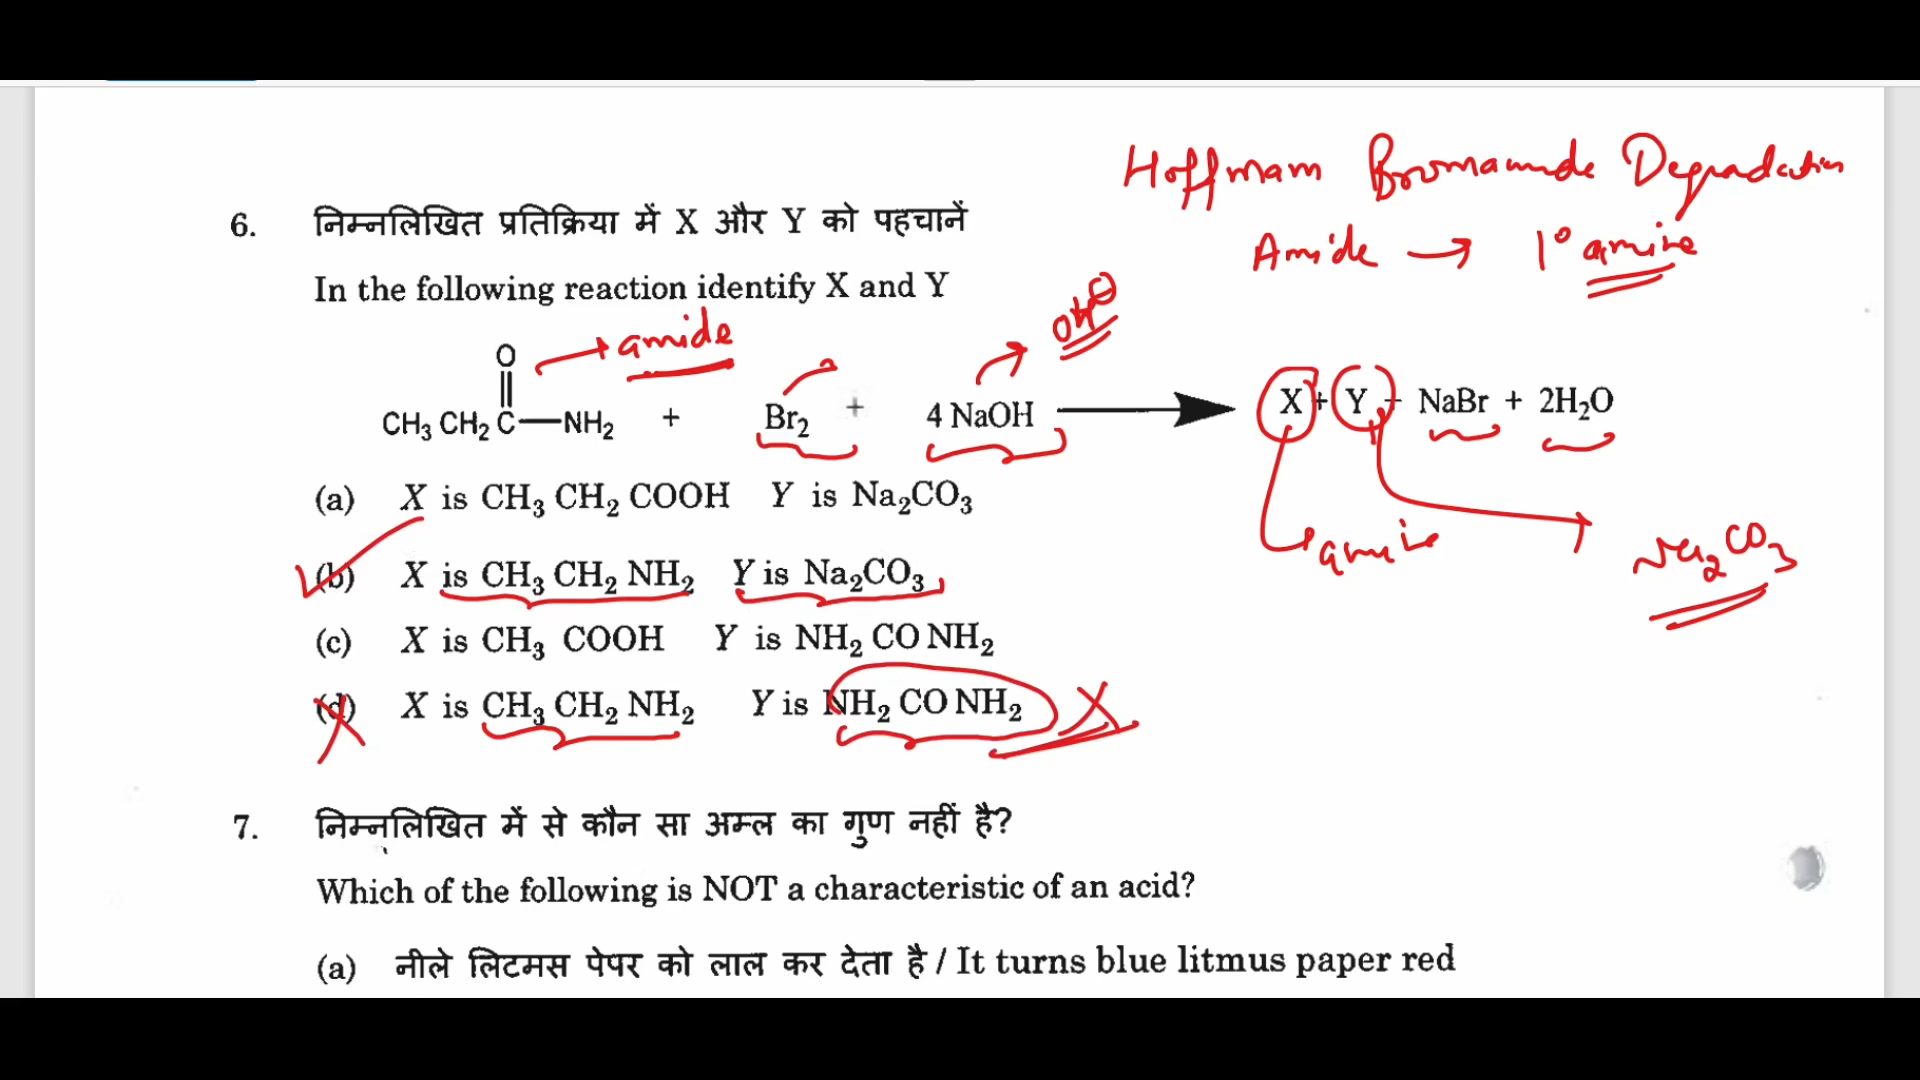 Hoffmam Bromamide Degradation
Amide → 1° amine
6. निम्नलिखित प्रतिक्रिया में X और Y को पहचानें
In the following reaction identify X and Y
→ amide
OH⊖
O
CH₃ CH₂ C—NH₂ + Br₂ + 4 NaOH → X + Y + NaBr + 2H₂O
(a) X is CH₃ CH₂ COOH Y is Na₂CO₃
amine
Na₂CO₃
(b) X is CH₃ CH₂ NH₂ Y is Na₂CO₃
(c) X is CH₃ COOH Y is NH₂ CO NH₂
(d) X is CH₃ CH₂ NH₂ Y is NH₂ CO NH₂
7. निम्नलिखित में से कौन सा अम्ल का गुण नहीं है?
Which of the following is NOT a characteristic of an acid?
(a) नीले लिटमस पेपर को लाल कर देता है / It turns blue litmus paper red